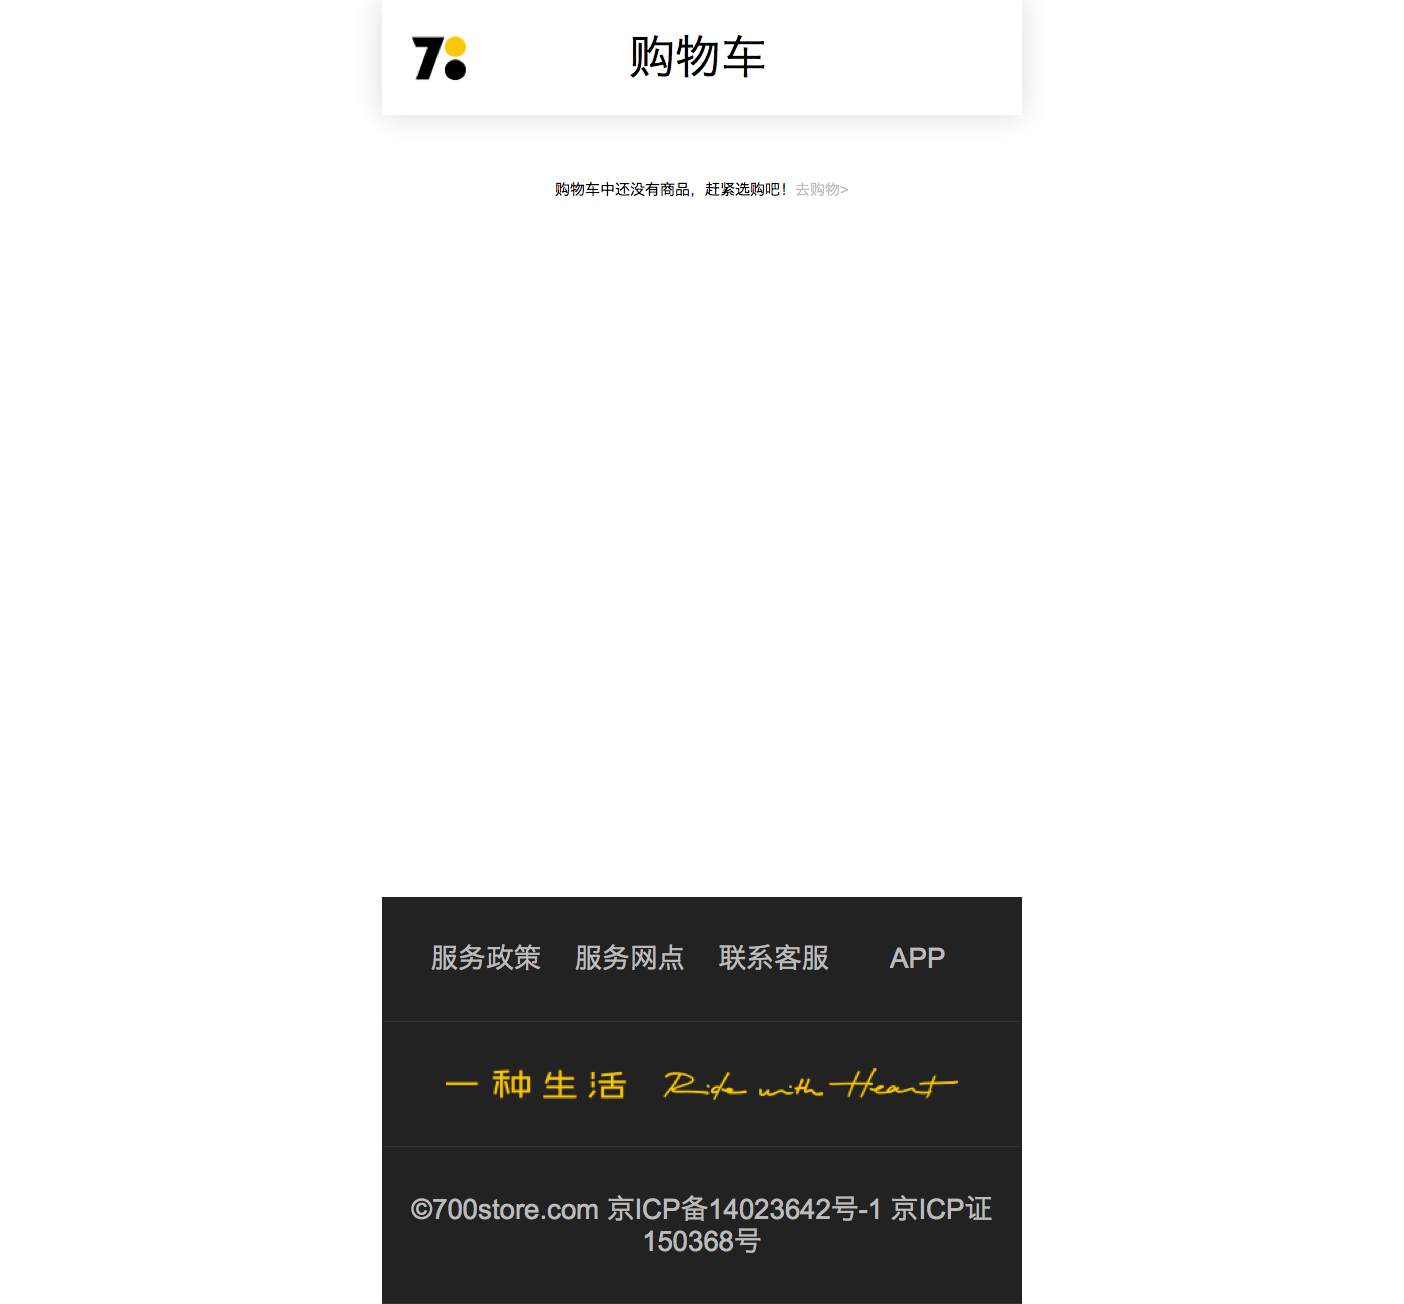 7
购物车
购物车中还没有商品，赶紧选购吧！去购物>
服务政策 服务网点 联系客服 APP
一种生活 Ride with Heart
©700store.com 京ICP备14023642号-1 京ICP证
150368号